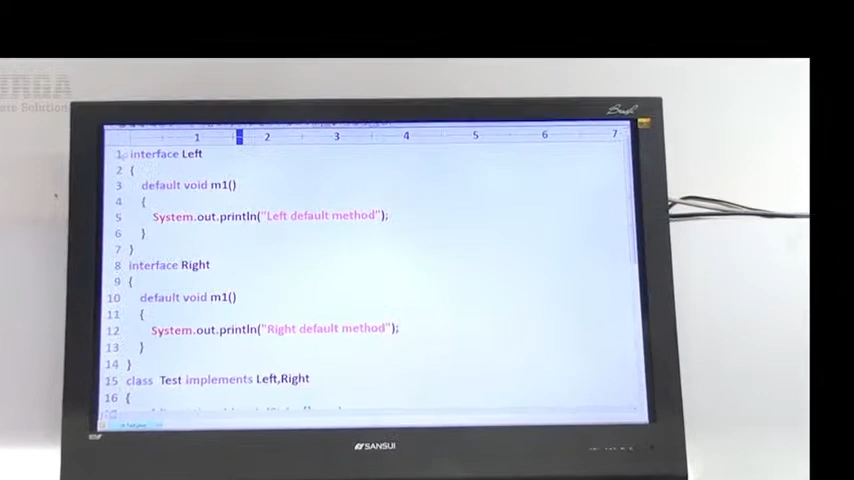 ate Solution
1 2 3 4 5 6 7
1 interface Left
2 {
3 default void m1()
4 {
5 System.out.println("Left default method");
6 }
7 }
8 interface Right
9 {
10 default void m1()
11 {
12 System.out.println("Right default method");
13 }
14 }
15 class Test implements Left,Right
16 {
SANSUI